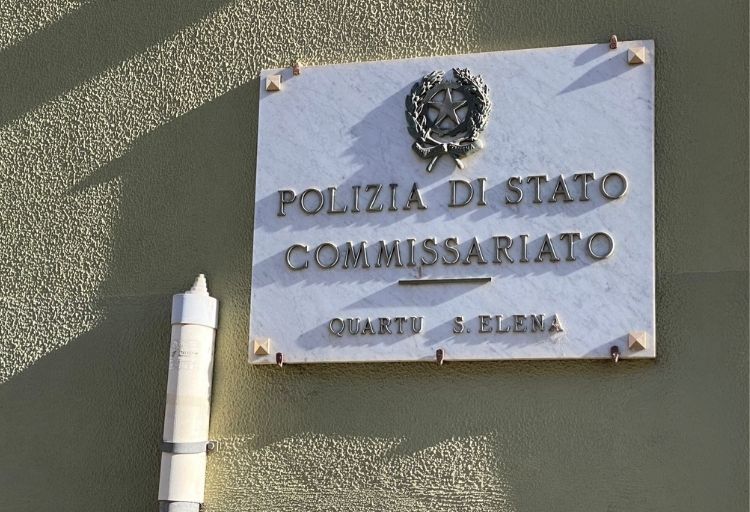 POLIZIA DI STATO
COMMISSARIATO
QUARTU S. ELENA